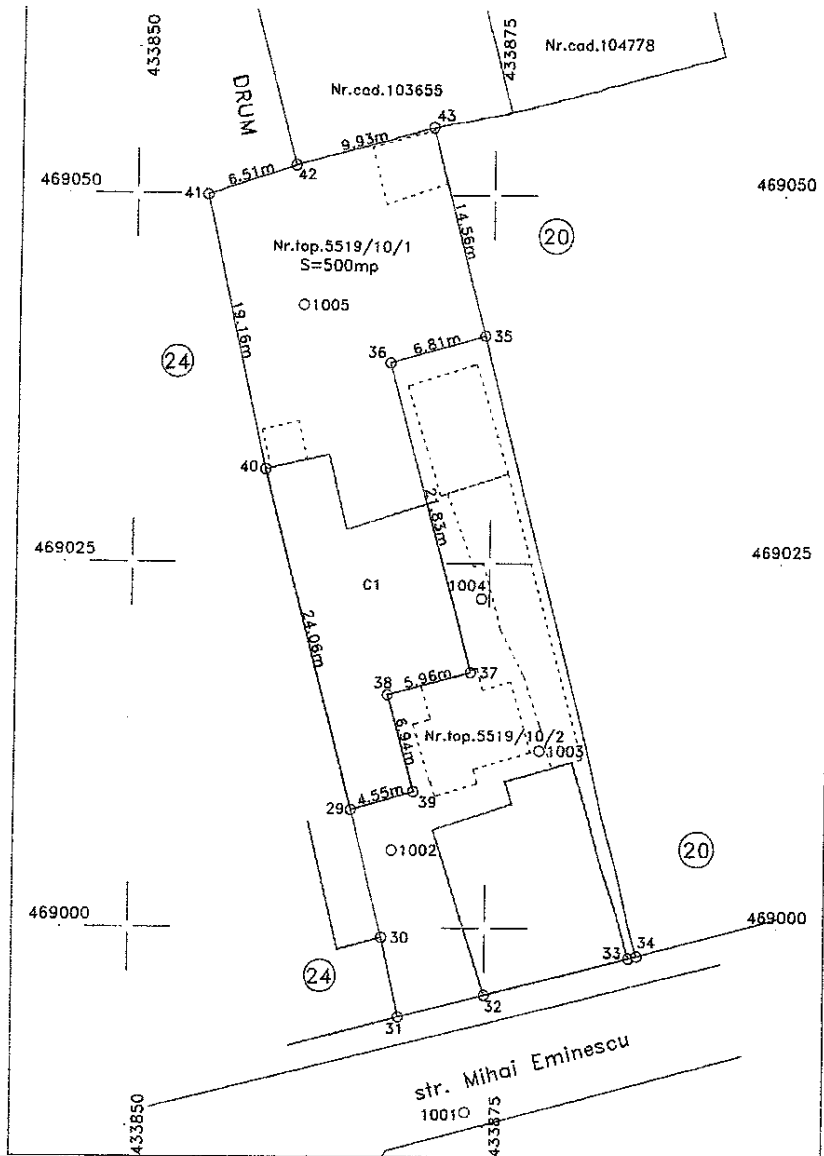 433850
433875
Nr.cad.104778
DRUM
Nr.cad.103655
43
9.93m
42
6.51m
41
469050
469050
14.56m
20
Nr.top.5519/10/1
S=500mp
1005
19.16m
24
36
6.81m
35
40
21.83m
469025
469025
C1
1004
24.06m
38
5.96m
37
6.94m
Nr.top.5519/10/2
1003
29
4.55m
39
1002
20
469000
469000
30
24
33
34
32
31
str. Mihai Eminescu
1001
433850
433875